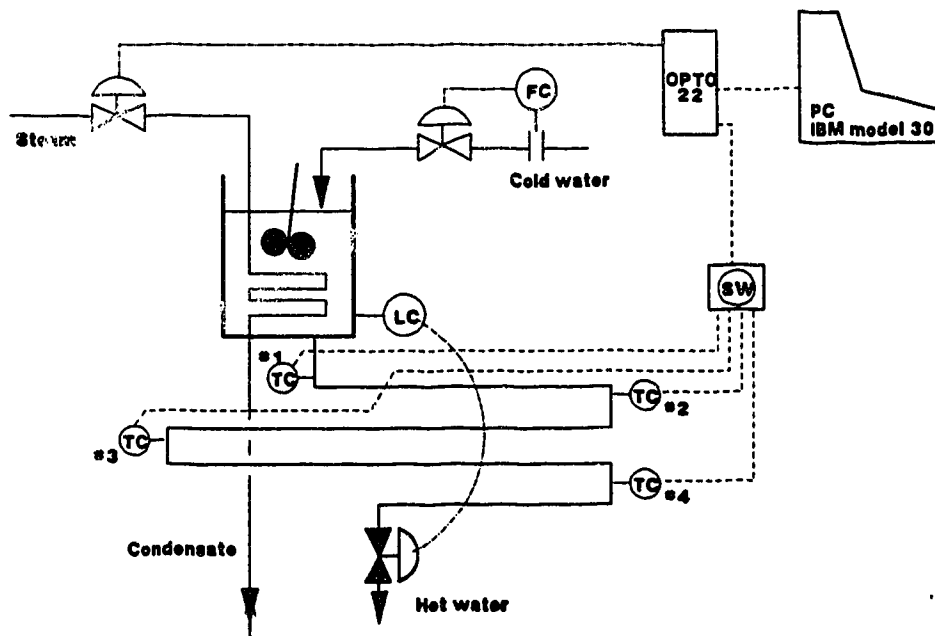 OPTO
22
FC
PC
IBM model 30
Steam
Cold water
SW
LC
#1
TC
TC
#2
TC
#3
TC
#4
Condensate
Hot water